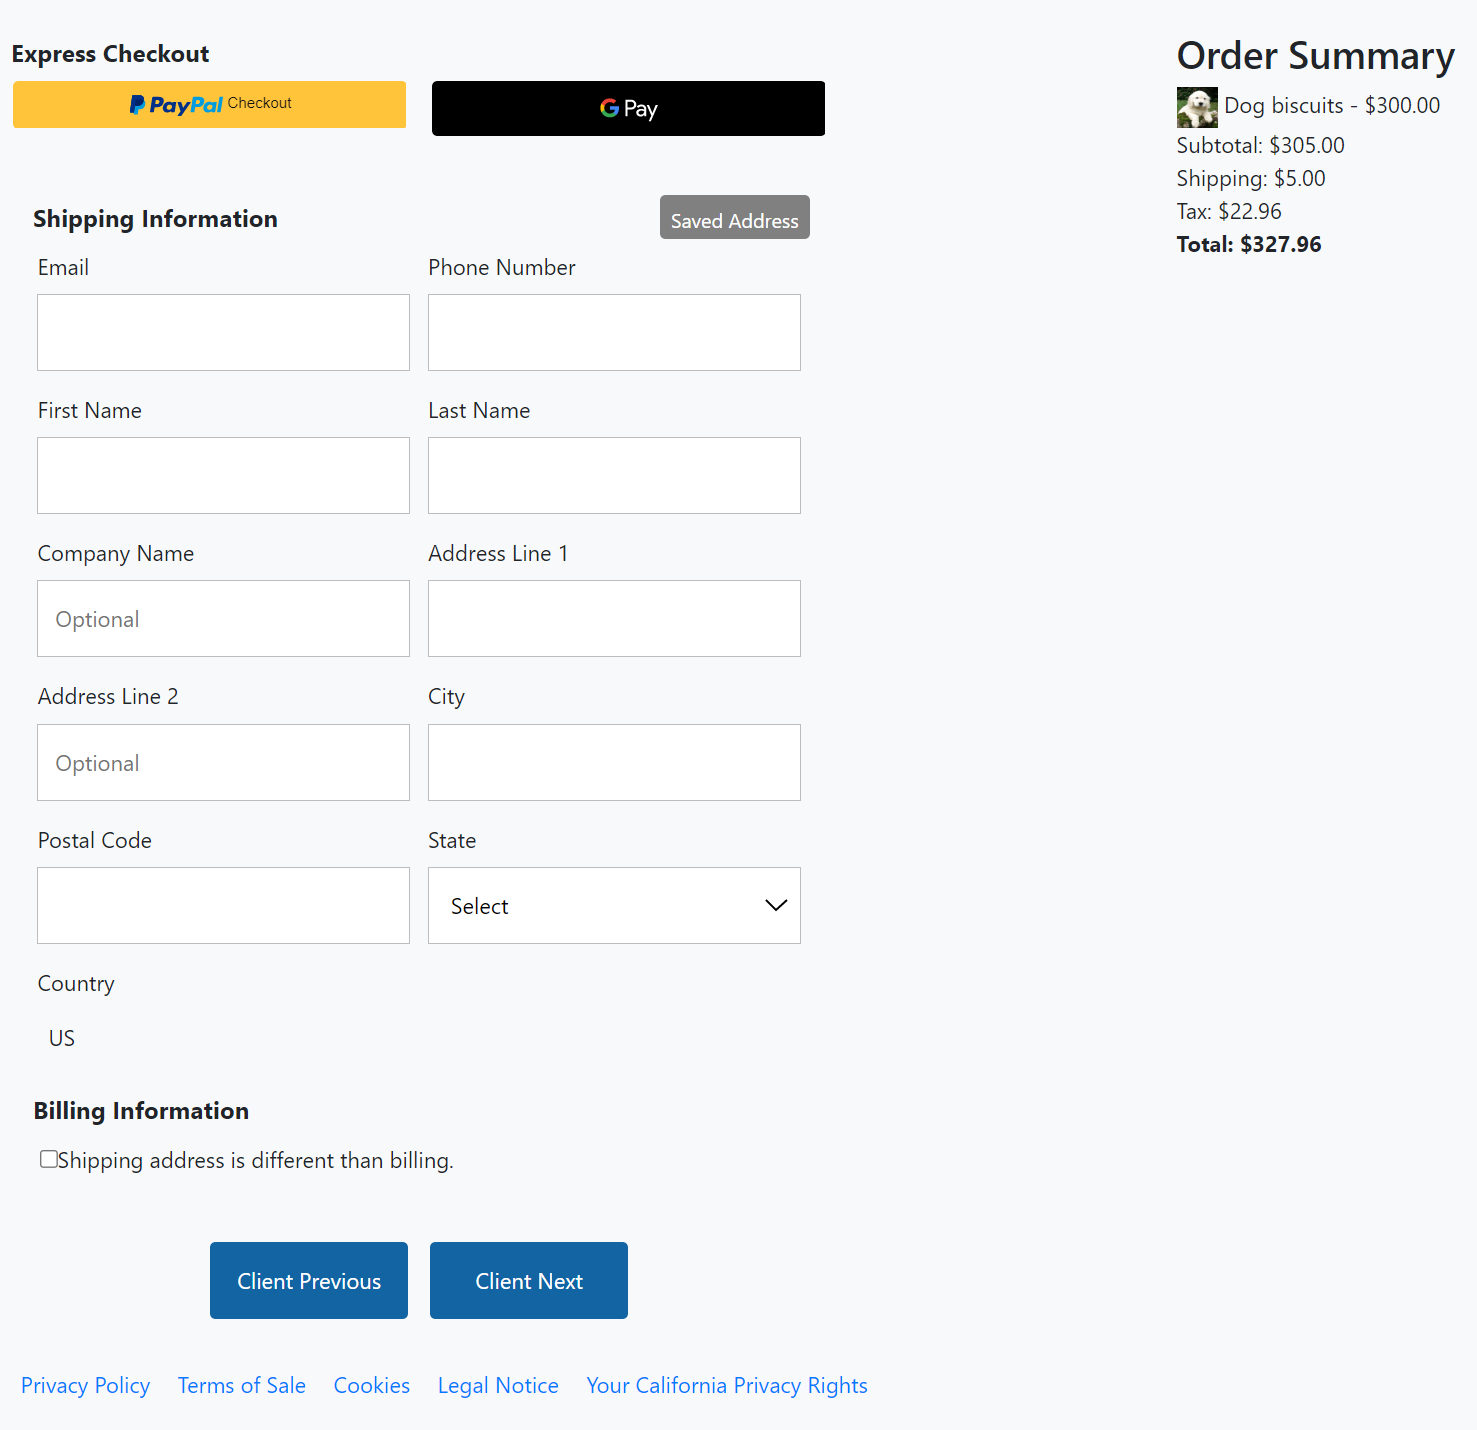 Express Checkout
PayPal Checkout
G Pay
Shipping Information
Saved Address
Email
Phone Number
First Name
Last Name
Company Name
Address Line 1
Optional
Address Line 2
City
Optional
Postal Code
State
Select
Country
US
Billing Information
Shipping address is different than billing.
Client Previous
Client Next
Privacy Policy Terms of Sale Cookies Legal Notice Your California Privacy Rights
Order Summary
Dog biscuits - $300.00
Subtotal: $305.00
Shipping: $5.00
Tax: $22.96
Total: $327.96